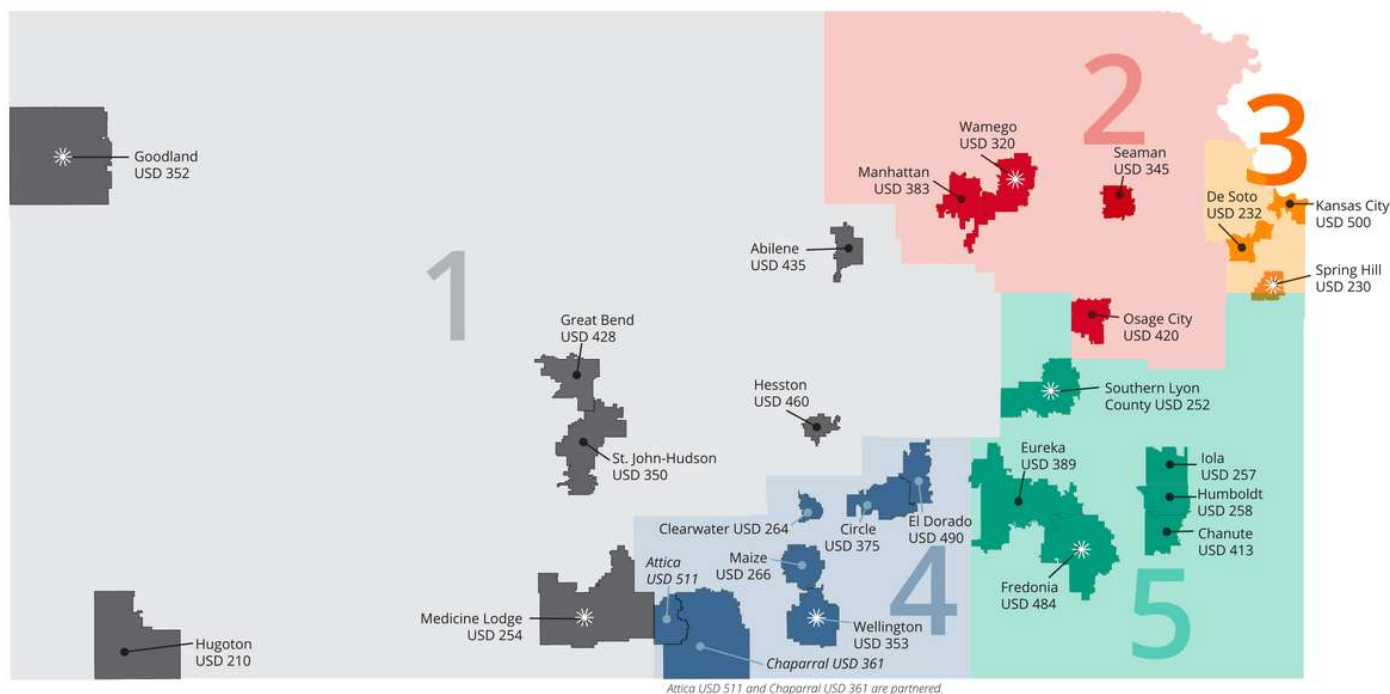 2
3
Wamego
USD 320
Seaman
USD 345
Goodland
USD 352
Manhattan
USD 383
De Soto
USD 232
Kansas City
USD 500
Abilene
USD 435
1
Spring Hill
USD 230
Great Bend
USD 428
Osage City
USD 420
Hesston
USD 460
Southern Lyon
County USD 252
St. John-Hudson
USD 350
Eureka
USD 389
Iola
USD 257
Humboldt
USD 258
Clearwater USD 264
Circle
USD 375
El Dorado
USD 490
Chanute
USD 413
Attica
USD 511
Maize
USD 266
4
Fredonia
USD 484
5
Medicine Lodge
USD 254
Wellington
USD 353
Hugoton
USD 210
Chaparral USD 361
Attica USD 511 and Chaparral USD 361 are partnered.